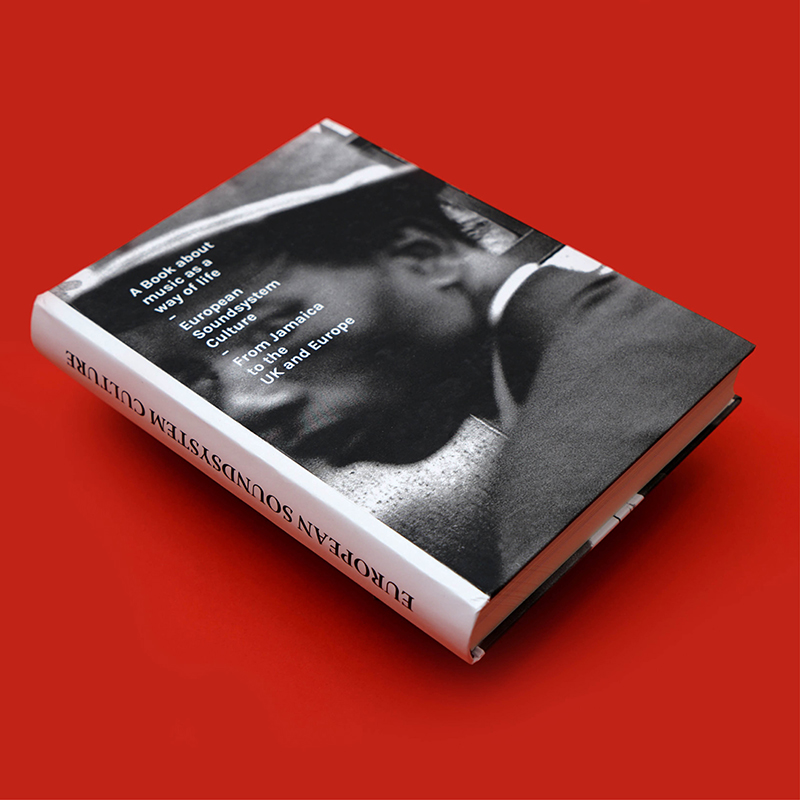 A Book about
music as a
way of life
–
European
Soundsystem
Culture
–
From Jamaica
to the
UK and Europe
EUROPEAN SOUNDSYSTEM CULTURE